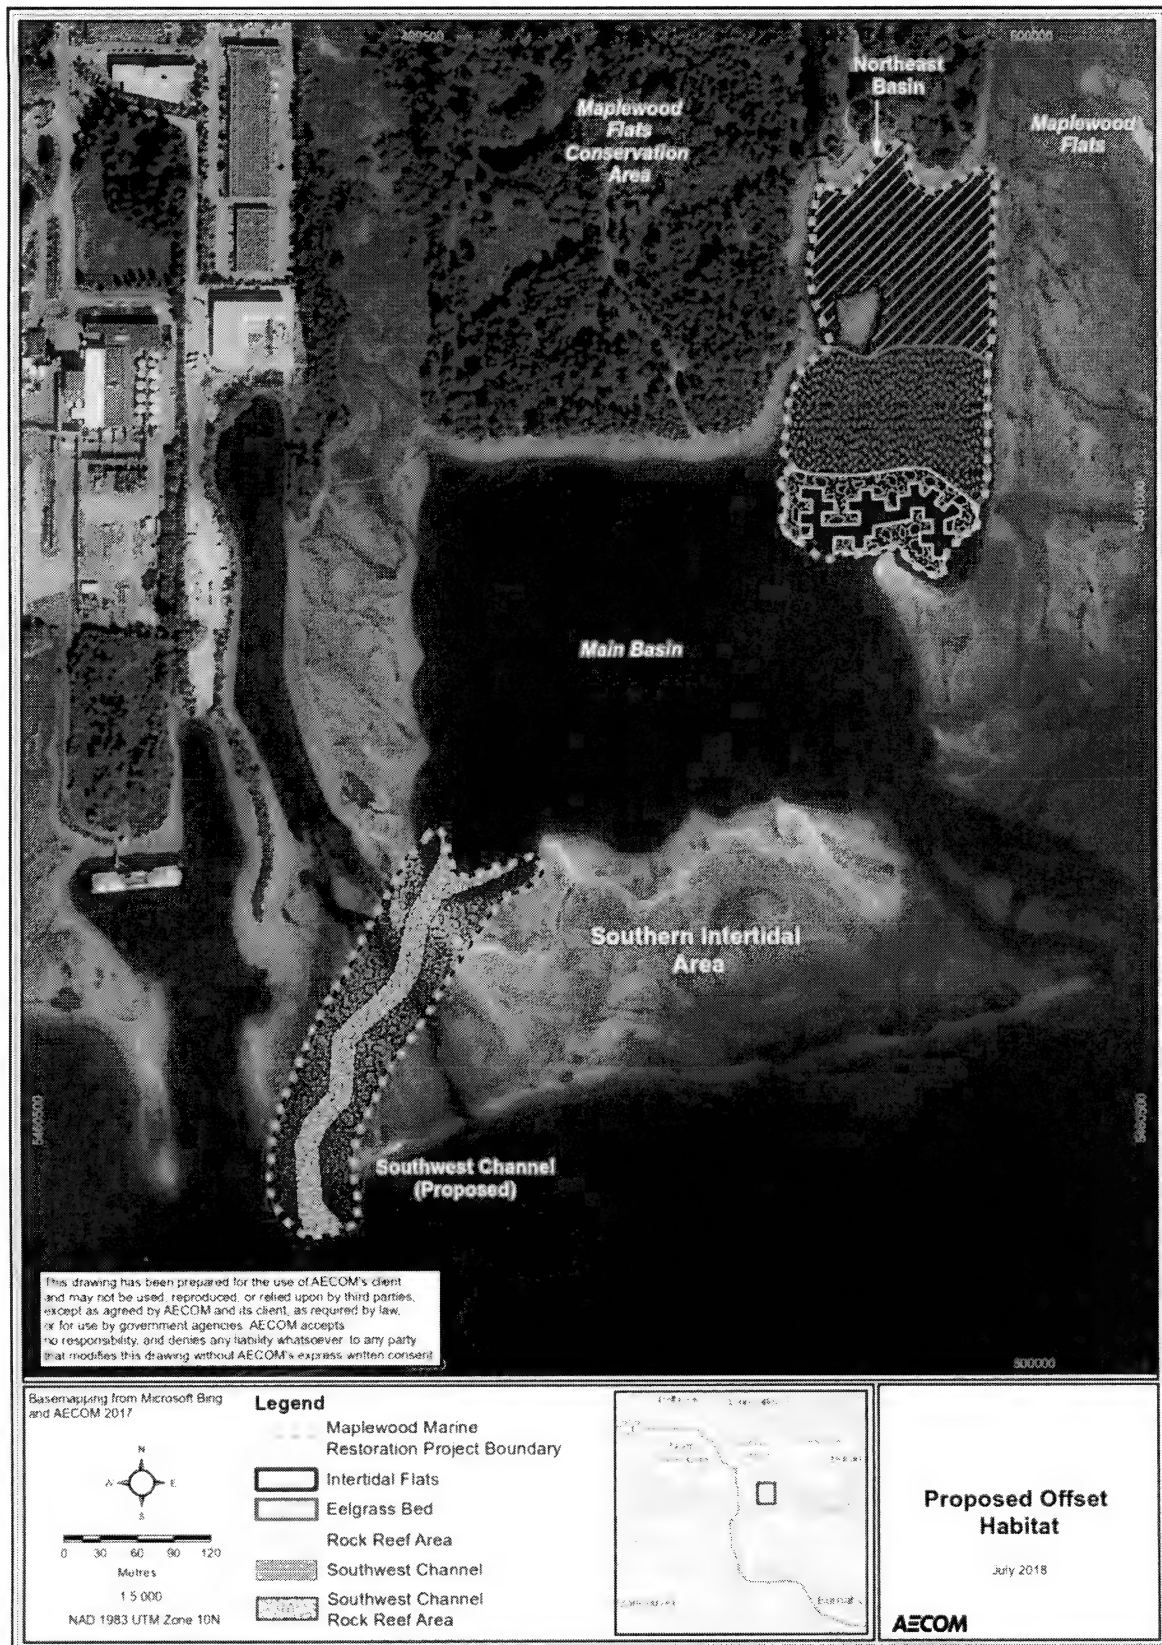 500000
Northeast
Basin
Maplewood
Flats
Conservation
Area
Maplewood
Flats
5461000
Main Basin
Southern Intertidal
Area
5460500
5460500
Southwest Channel
(Proposed)
This drawing has been prepared for the use of AECOM's client
and may not be used, reproduced, or relied upon by third parties,
except as agreed by AECOM and its client, as required by law,
or for use by government agencies. AECOM accepts
no responsibility, and denies any liability whatsoever, to any party
that modifies this drawing without AECOM's express written consent
500000
Basemapping from Microsoft Bing
and AECOM 2017
N
E
S
0 30 60 90 120
Metres
1:5 000
NAD 1983 UTM Zone 10N
Legend
Maplewood Marine
Restoration Project Boundary
Intertidal Flats
Eelgrass Bed
Rock Reef Area
Southwest Channel
Southwest Channel
Rock Reef Area
Proposed Offset
Habitat
July 2018
AECOM